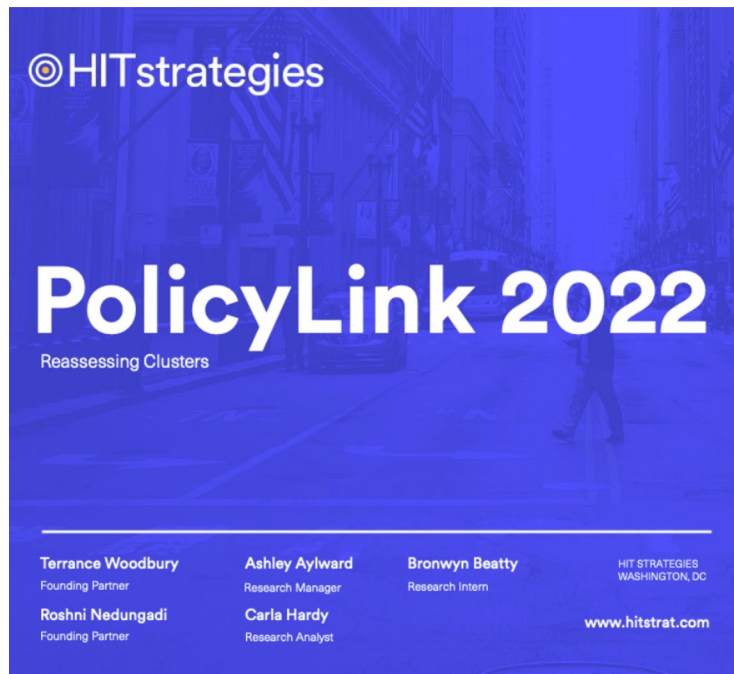 HITstrategies
PolicyLink 2022
Reassessing Clusters
Terrance Woodbury
Founding Partner
Roshni Nedungadi
Founding Partner
Ashley Aylward
Research Manager
Carla Hardy
Research Analyst
Bronwyn Beatty
Research Intern
HIT STRATEGIES
WASHINGTON, DC
www.hitstrat.com